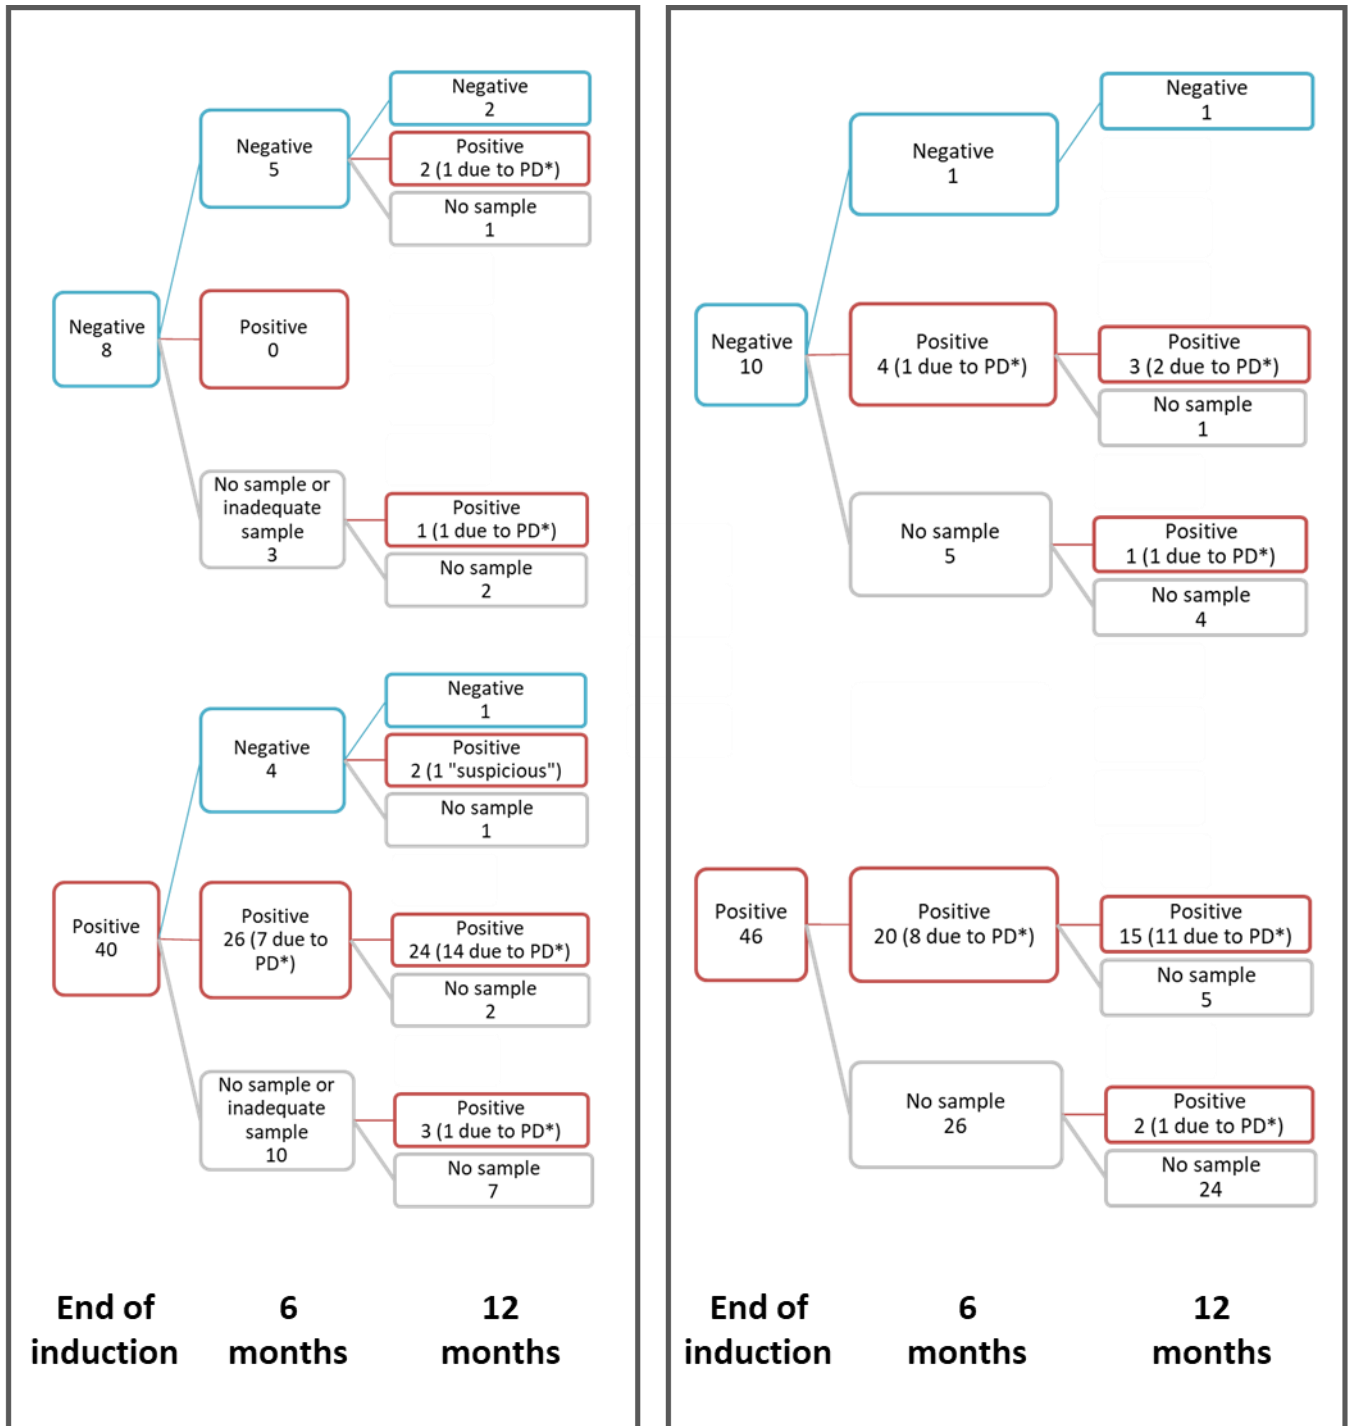 Negative
8
Negative
5
Negative
2
Positive
2 (1 due to PD*)
No sample
1
Positive
0
No sample or
inadequate
sample
3
Positive
1 (1 due to PD*)
No sample
2
Positive
40
Negative
4
Negative
1
Positive
2 (1 "suspicious")
No sample
1
Positive
26 (7 due to
PD*)
Positive
24 (14 due to PD*)
No sample
2
No sample or
inadequate
sample
10
Positive
3 (1 due to PD*)
No sample
7
End of
induction
6
months
12
months
Negative
10
Negative
1
Negative
1
Positive
4 (1 due to PD*)
Positive
3 (2 due to PD*)
No sample
1
No sample
5
Positive
1 (1 due to PD*)
No sample
4
Positive
46
Positive
20 (8 due to PD*)
Positive
15 (11 due to PD*)
No sample
5
No sample
26
Positive
2 (1 due to PD*)
No sample
24
End of
induction
6
months
12
months